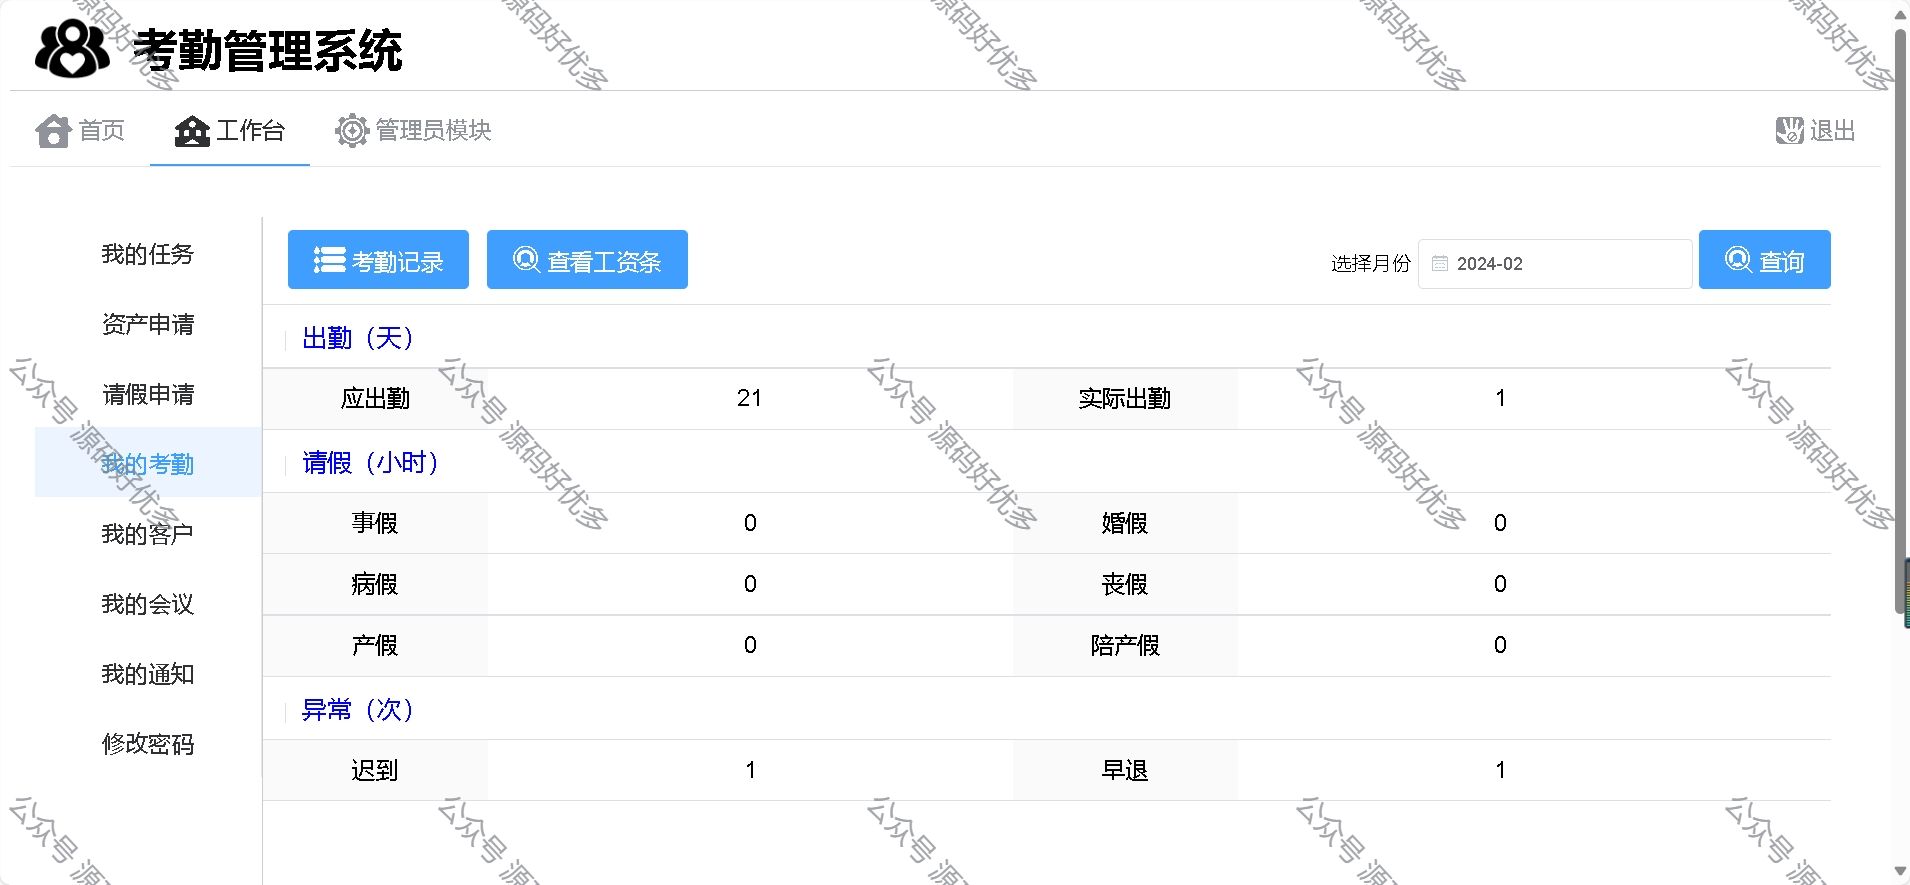 考勤管理系统
首页
工作台
管理员模块
退出
我的任务
资产申请
请假申请
我的考勤
我的客户
我的会议
我的通知
修改密码
考勤记录
查看工资条
选择月份
2024-02
查询
出勤（天）
应出勤 21 实际出勤 1
请假（小时）
事假 0 婚假 0
病假 0 丧假 0
产假 0 陪产假 0
异常（次）
迟到 1 早退 1
源码好优多
源码好优多
源码好优多
源码好优多
源码好优多
公众号 源码好优多
公众号 源码好优多
公众号 源码好优多
公众号 源码好优多
公众号 源
公众号 源
公众号 源
公众号 源
公众号 源